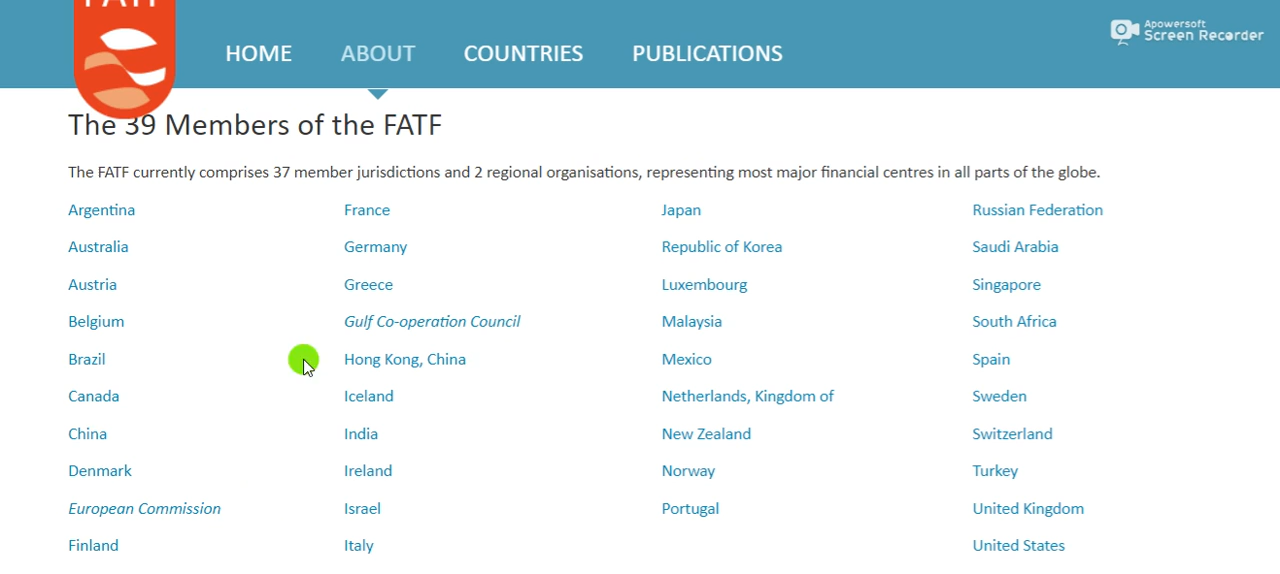 FATF
Apowersoft
Screen Recorder
HOME ABOUT COUNTRIES PUBLICATIONS
The 39 Members of the FATF
The FATF currently comprises 37 member jurisdictions and 2 regional organisations, representing most major financial centres in all parts of the globe.
Argentina France Japan Russian Federation
Australia Germany Republic of Korea Saudi Arabia
Austria Greece Luxembourg Singapore
Belgium Gulf Co-operation Council Malaysia South Africa
Brazil Hong Kong, China Mexico Spain
Canada Iceland Netherlands, Kingdom of Sweden
China India New Zealand Switzerland
Denmark Ireland Norway Turkey
European Commission Israel Portugal United Kingdom
Finland Italy United States